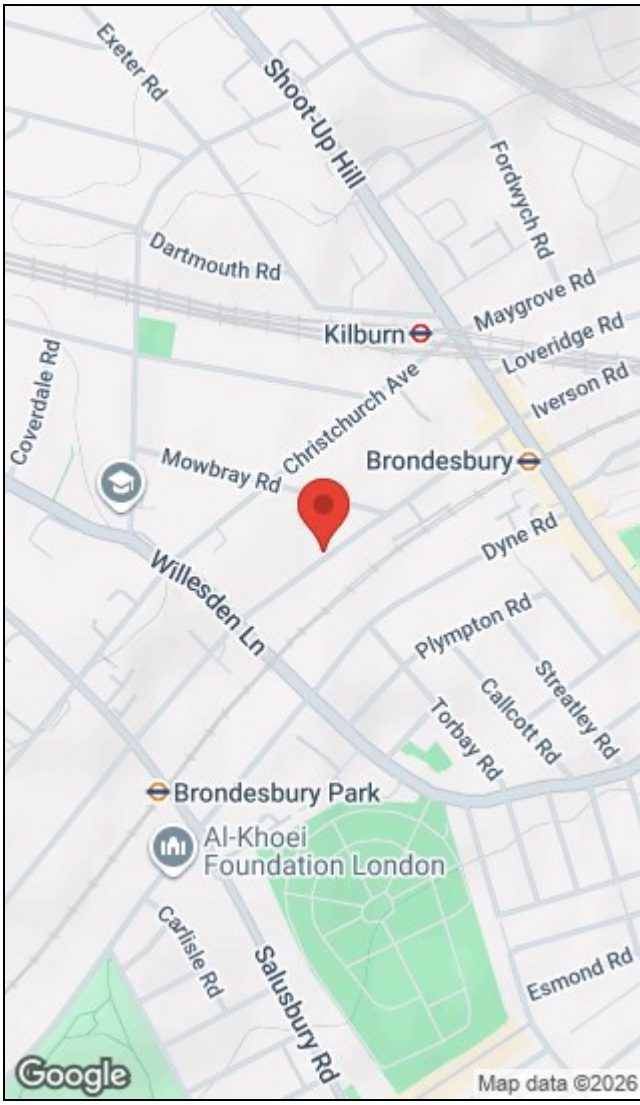 Exeter Rd
Shoot-Up Hill
Fordwych Rd
Dartmouth Rd
Maygrove Rd
Kilburn
Loveridge Rd
Iverson Rd
Coverdale Rd
Christchurch Ave
Mowbray Rd
Brondesbury
Dyne Rd
Willesden Ln
Plympton Rd
Streatley Rd
Callcott Rd
Torbay Rd
Brondesbury Park
Al-Khoei
Foundation London
Carlisle Rd
Salusbury Rd
Esmond Rd
Google
Map data ©2026